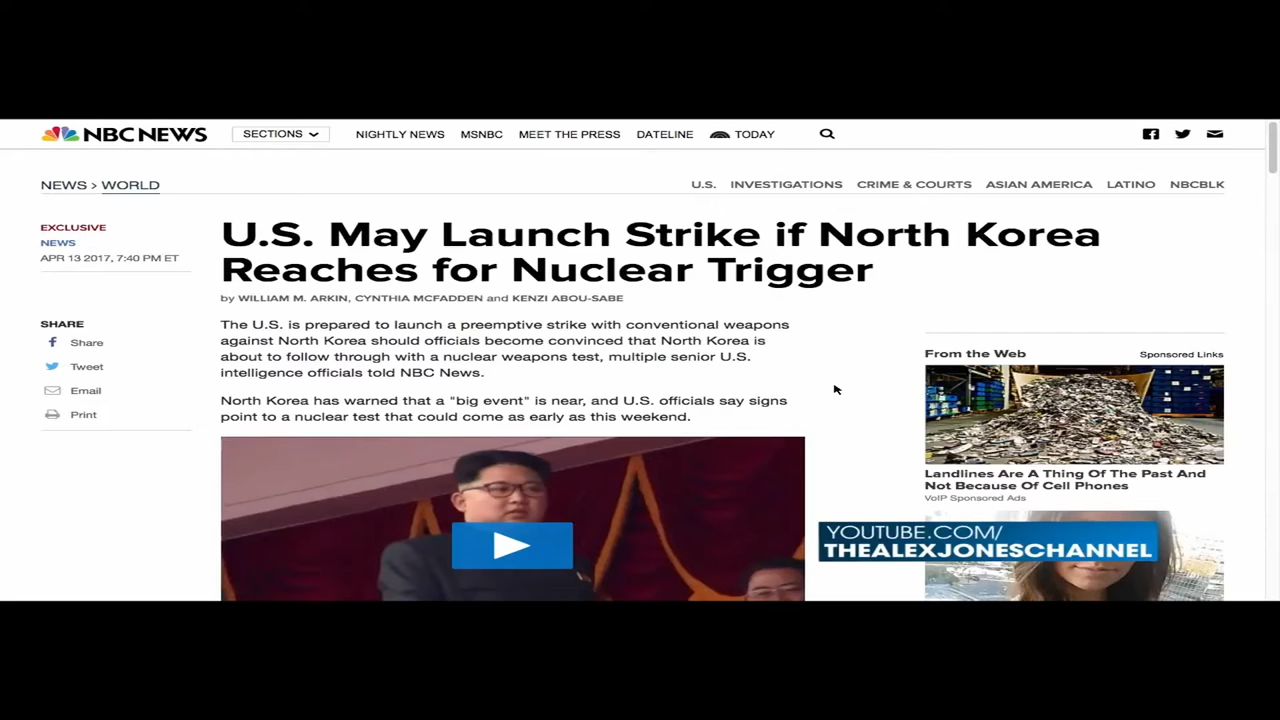 NBC NEWS
SECTIONS
NIGHTLY NEWS
MSNBC
MEET THE PRESS
DATELINE
TODAY
NEWS > WORLD
U.S.
INVESTIGATIONS
CRIME & COURTS
ASIAN AMERICA
LATINO
NBCBLK
EXCLUSIVE
NEWS
APR 13 2017, 7:40 PM ET
U.S. May Launch Strike if North Korea
Reaches for Nuclear Trigger
by WILLIAM M. ARKIN, CYNTHIA MCFADDEN and KENZI ABOU-SABE
SHARE
Share
Tweet
Email
Print
The U.S. is prepared to launch a preemptive strike with conventional weapons
against North Korea should officials become convinced that North Korea is
about to follow through with a nuclear weapons test, multiple senior U.S.
intelligence officials told NBC News.
North Korea has warned that a "big event" is near, and U.S. officials say signs
point to a nuclear test that could come as early as this weekend.
From the Web
Sponsored Links
Landlines Are A Thing Of The Past And
Not Because Of Cell Phones
VoIP Sponsored Ads
YOUTUBE.COM/
THEALEXJONESCHANNEL